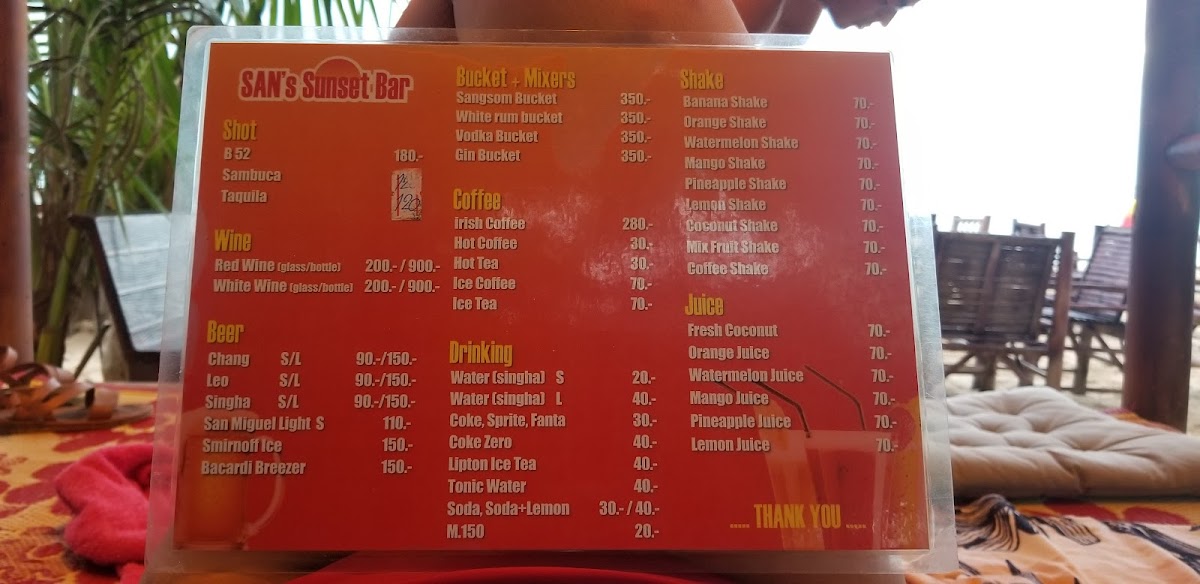 SAN's Sunset Bar
Shot
B 52 180.-
Sambuca
Taquila 120
Wine
Red Wine (glass/bottle) 200.- / 900.-
White Wine (glass/bottle) 200.- / 900.-
Beer
Chang S/L 90.-/150.-
Leo S/L 90.-/150.-
Singha S/L 90.-/150.-
San Miguel Light S 110.-
Smirnoff Ice 150.-
Bacardi Breezer 150.-
Bucket + Mixers
Sangsom Bucket 350.-
White rum bucket 350.-
Vodka Bucket 350.-
Gin Bucket 350.-
Coffee
irish Coffee 280.-
Hot Coffee 30.-
Hot Tea 30.-
Ice Coffee 70.-
Ice Tea 70.-
Drinking
Water (singha) S 20.-
Water (singha) L 40.-
Coke, Sprite, Fanta 30.-
Coke Zero 40.-
Lipton Ice Tea 40.-
Tonic Water 40.-
Soda, Soda+Lemon 30.- / 40.-
M.150 20.-
Shake
Banana Shake 70.-
Orange Shake 70.-
Watermelon Shake 70.-
Mango Shake 70.-
Pineapple Shake 70.-
Lemon Shake 70.-
Coconut Shake 70.-
Mix Fruit Shake 70.-
Coffee Shake 70.-
Juice
Fresh Coconut 70.-
Orange Juice 70.-
Watermelon Juice 70.-
Mango Juice 70.-
Pineapple Juice 70.-
Lemon Juice 70.-
..... THANK YOU .....